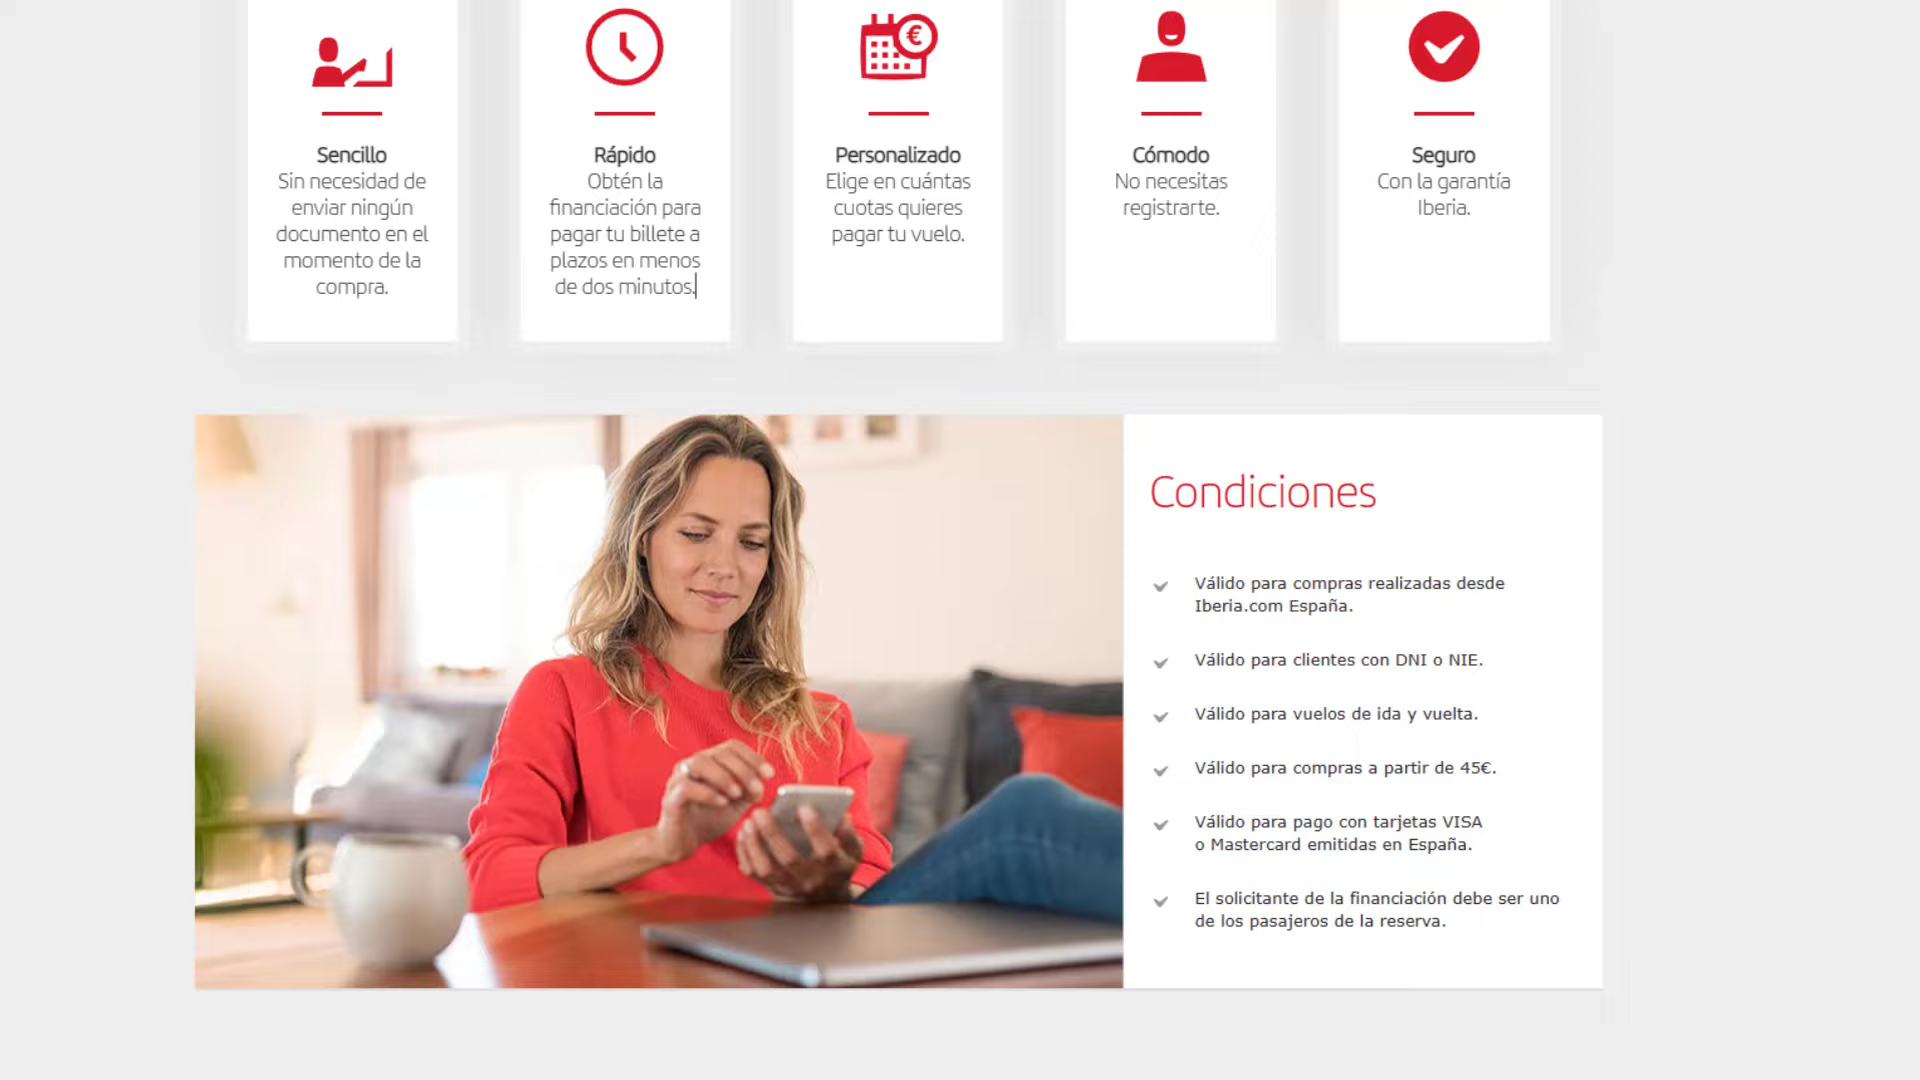 Sencillo
Sin necesidad de
enviar ningún
documento en el
momento de la
compra.
Rápido
Obtén la
financiación para
pagar tu billete a
plazos en menos
de dos minutos.
Personalizado
Elige en cuántas
cuotas quieres
pagar tu vuelo.
Cómodo
No necesitas
registrarte.
Seguro
Con la garantía
Iberia.
Condiciones
Válido para compras realizadas desde
Iberia.com España.
Válido para clientes con DNI o NIE.
Válido para vuelos de ida y vuelta.
Válido para compras a partir de 45€.
Válido para pago con tarjetas VISA
o Mastercard emitidas en España.
El solicitante de la financiación debe ser uno
de los pasajeros de la reserva.